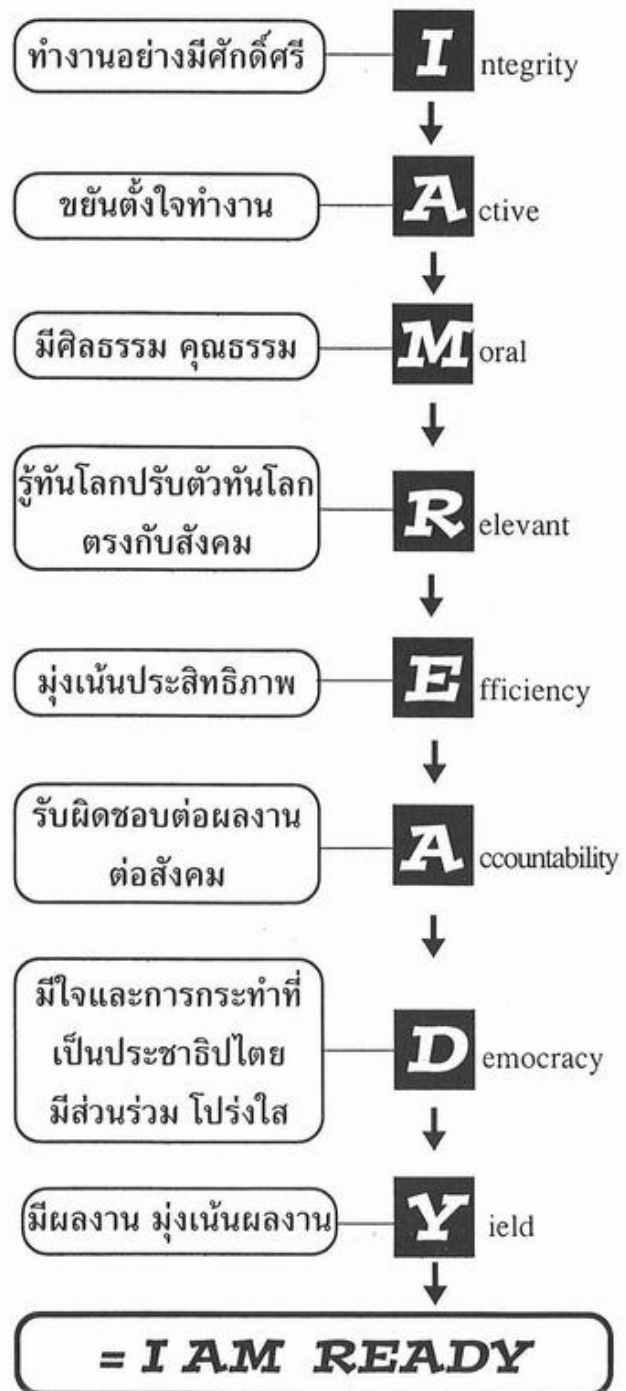 ทำงานอย่างมีศักดิ์ศรี Integrity
ขยันตั้งใจทำงาน Active
มีศิลธรรม คุณธรรม Moral
รู้ทันโลกปรับตัวทันโลก
ตรงกับสังคม Relevant
มุ่งเน้นประสิทธิภาพ Efficiency
รับผิดชอบต่อผลงาน
ต่อสังคม Accountability
มีใจและการกระทำที่
เป็นประชาธิปไตย
มีส่วนร่วม โปร่งใส Democracy
มีผลงาน มุ่งเน้นผลงาน Yield
= I AM READY